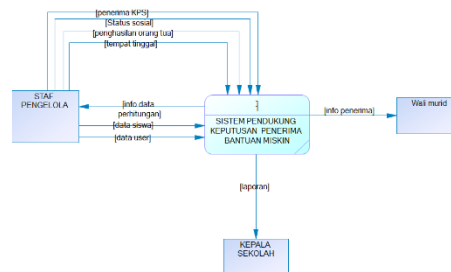 [penerima KPS]
[Status sosial]
[penghasilan orang tua]
[tempat tinggal]
STAF
PENGELOLA
[info data
perhitungan]
[data siswa]
[data user]
1
SISTEM PENDUKUNG
KEPUTUSAN PENERIMA
BANTUAN MISKIN
[info penerima]
Wali murid
[laporan]
KEPALA
SEKOLAH